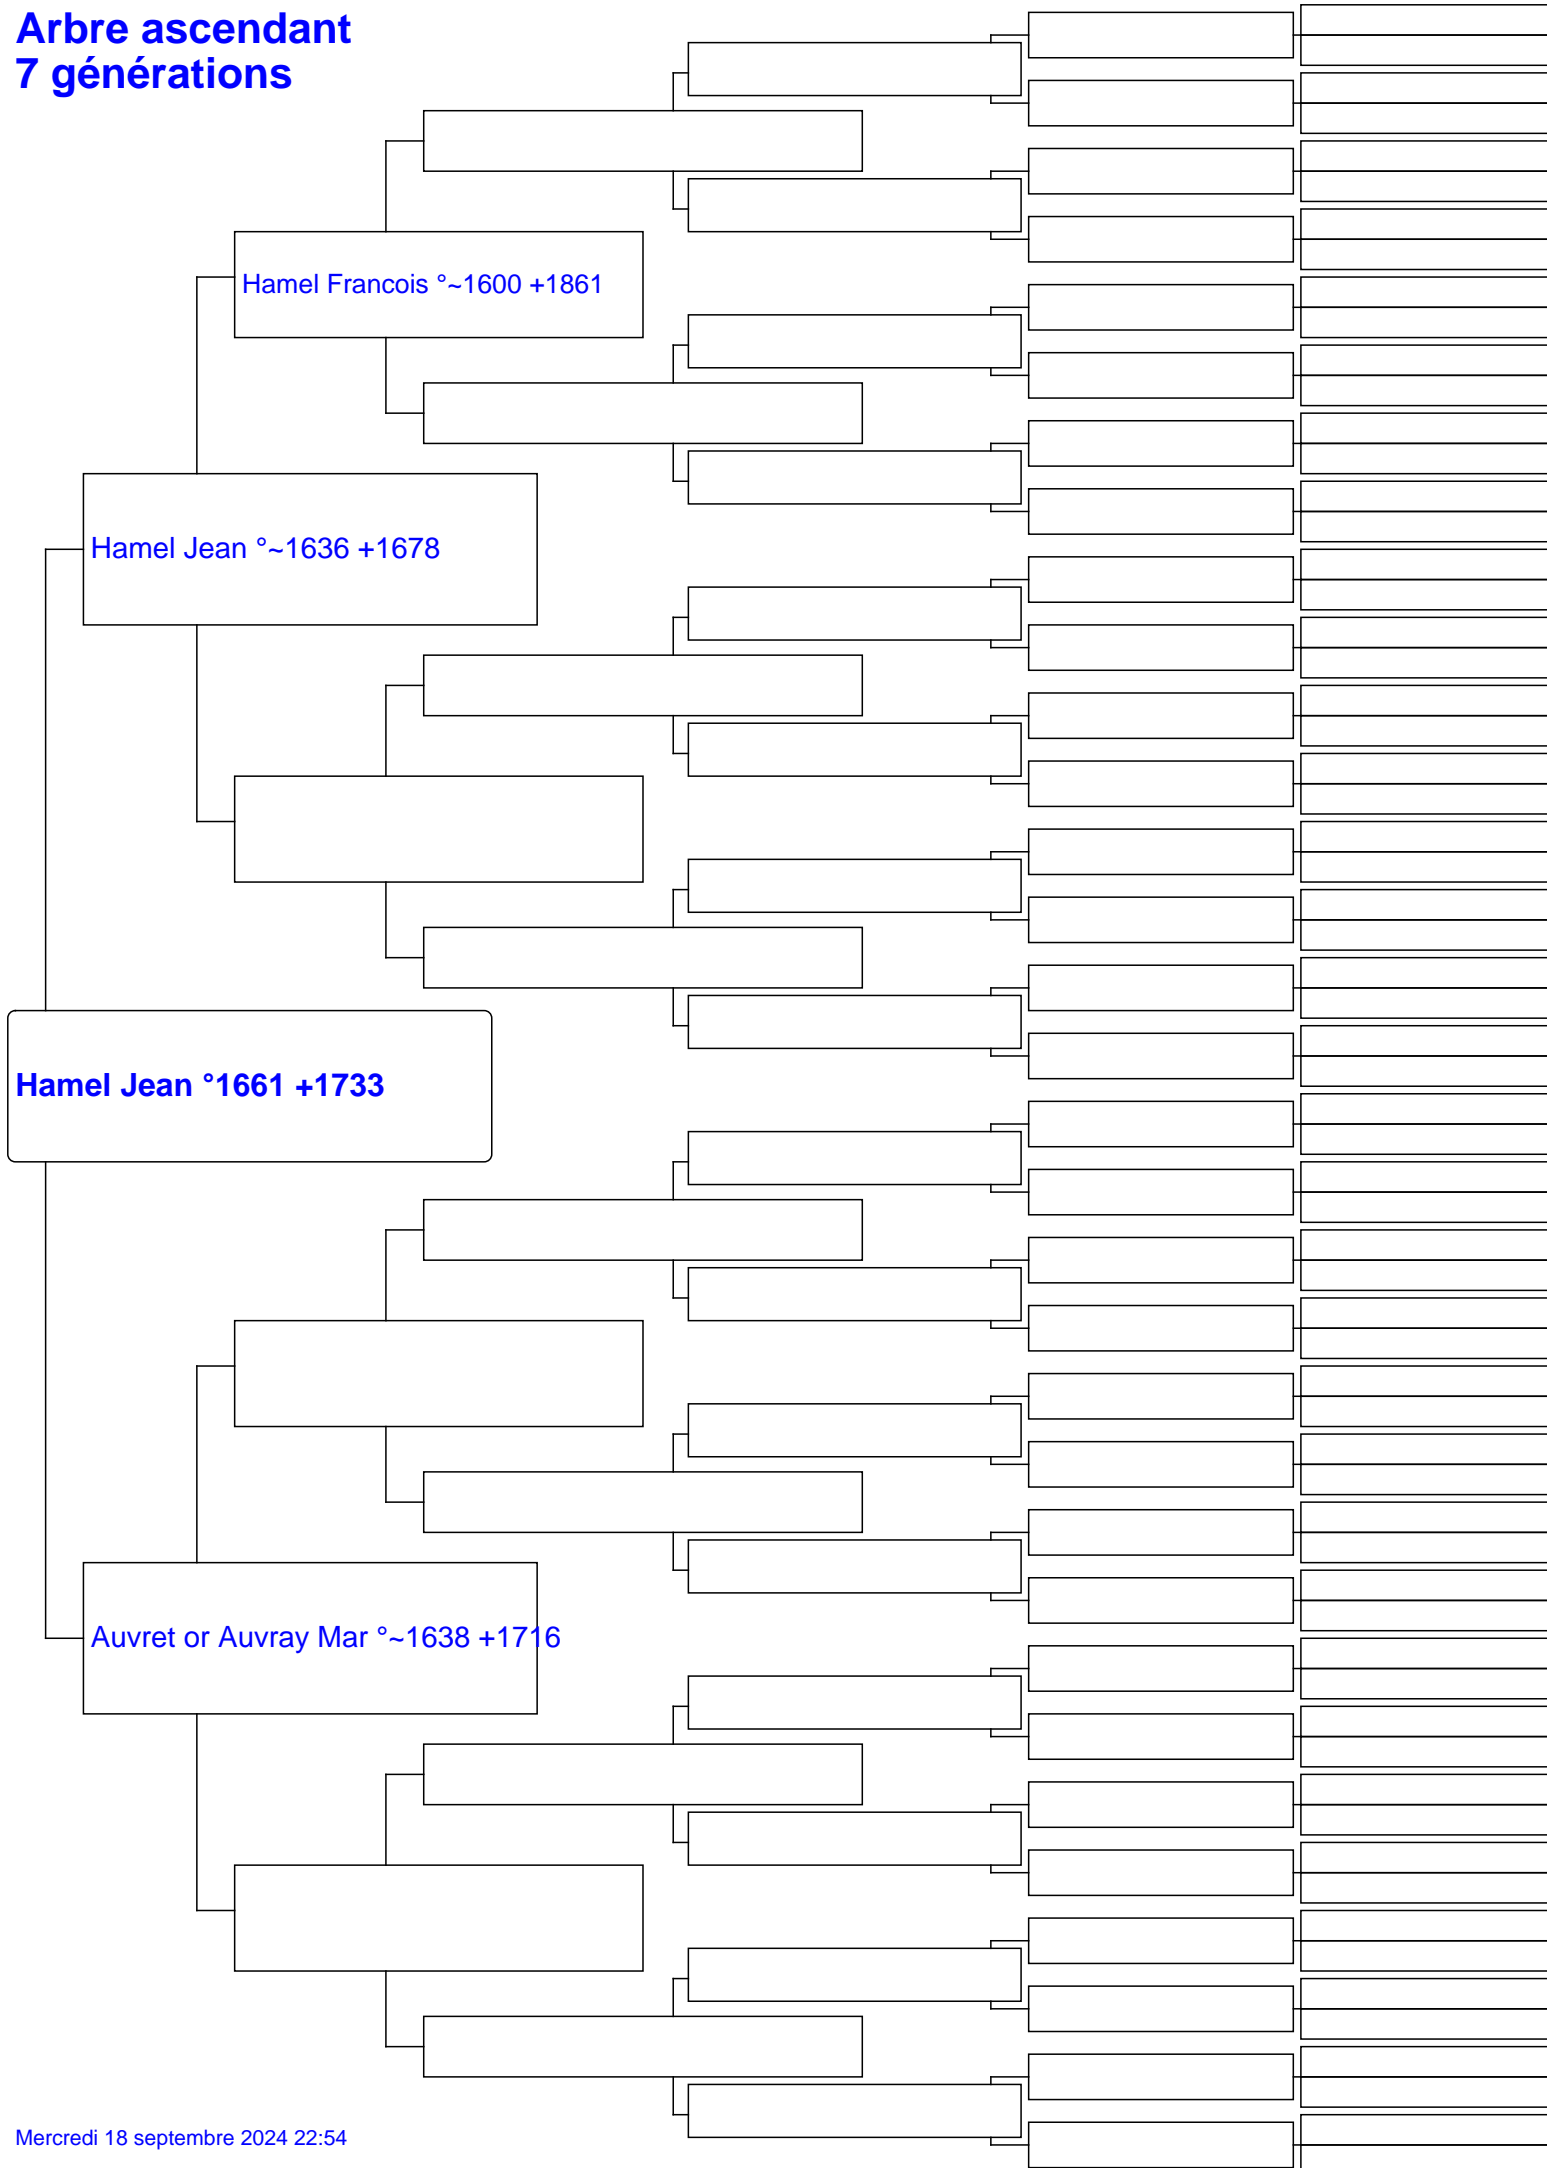 Arbre ascendant
7 générations
Hamel Francois °~1600 +1861
Hamel Jean °~1636 +1678
Hamel Jean °1661 +1733
Auvret or Auvray Mar °~1638 +1716
Mercredi 18 septembre 2024 22:54